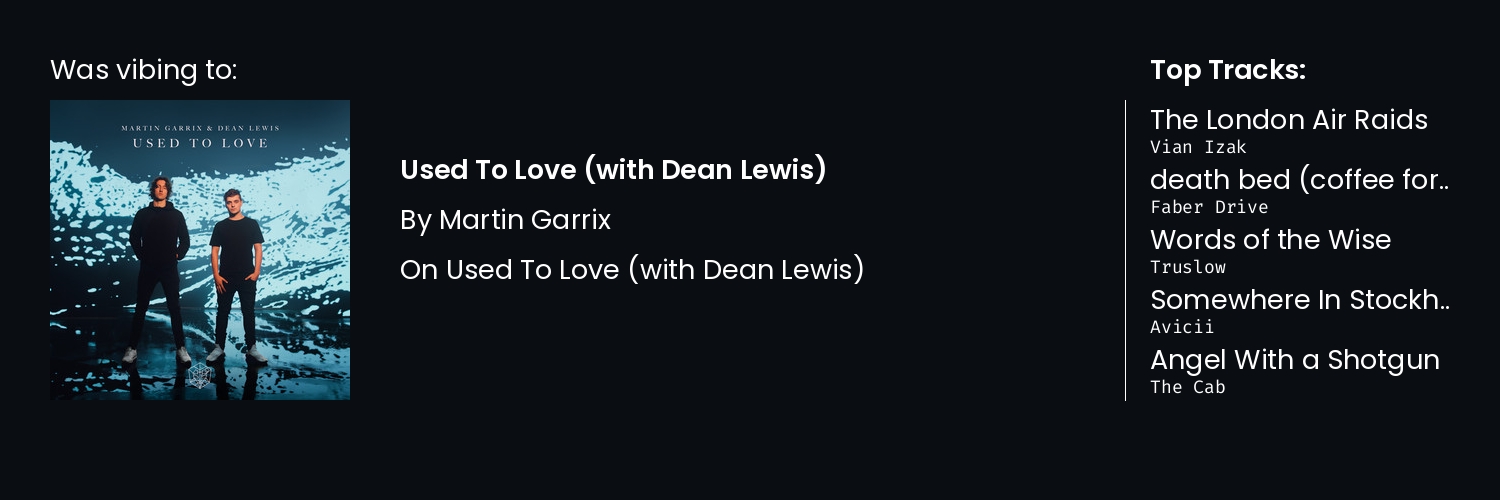 Was vibing to:
MARTIN GARRIX & DEAN LEWIS
USED TO LOVE
Used To Love (with Dean Lewis)
By Martin Garrix
On Used To Love (with Dean Lewis)
Top Tracks:
The London Air Raids
Vian Izak
death bed (coffee for..
Faber Drive
Words of the Wise
Truslow
Somewhere In Stockh..
Avicii
Angel With a Shotgun
The Cab